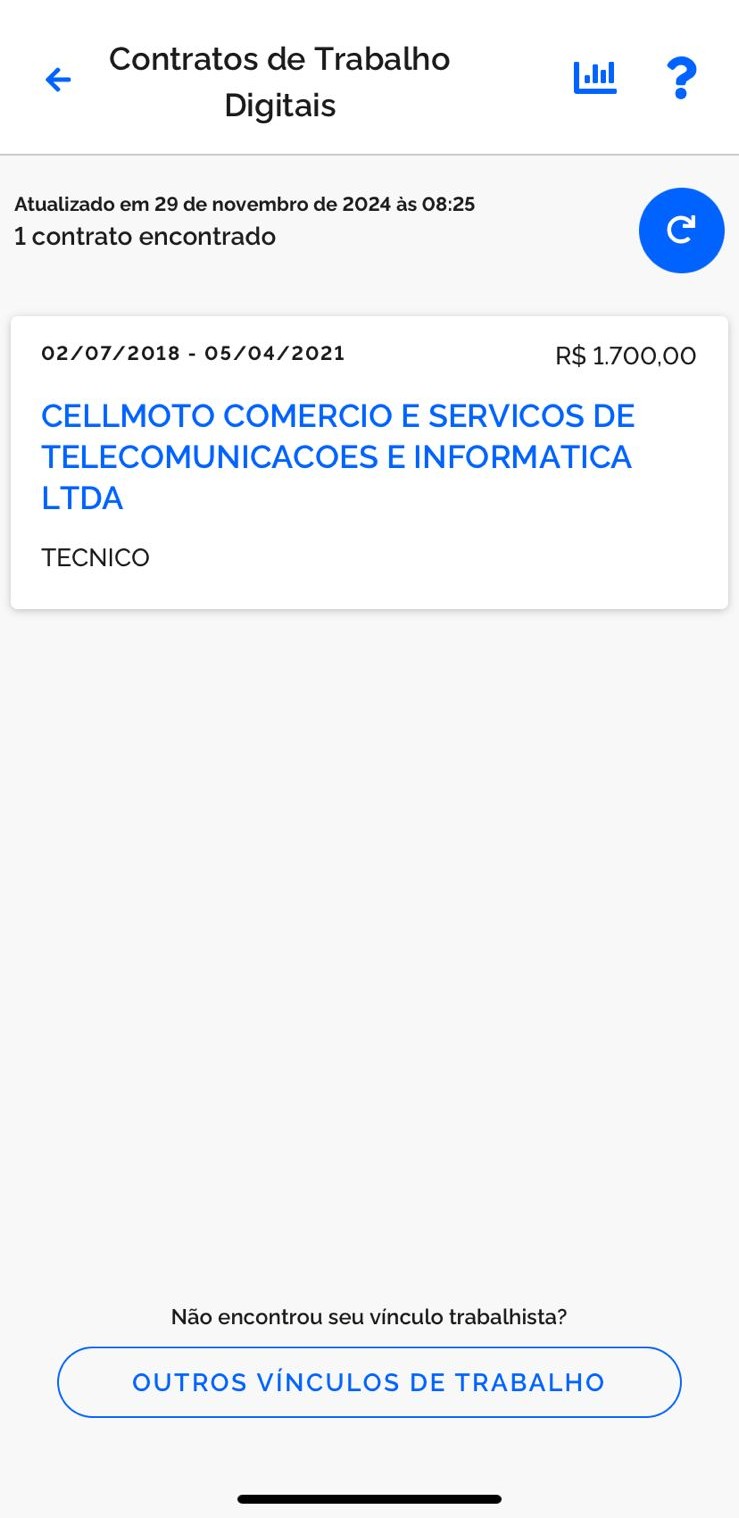 Contratos de Trabalho
Digitais
Atualizado em 29 de novembro de 2024 às 08:25
1 contrato encontrado
02/07/2018 - 05/04/2021
R$ 1.700,00
CELLMOTO COMERCIO E SERVICOS DE
TELECOMUNICACOES E INFORMATICA
LTDA
TECNICO
Não encontrou seu vínculo trabalhista?
OUTROS VÍNCULOS DE TRABALHO